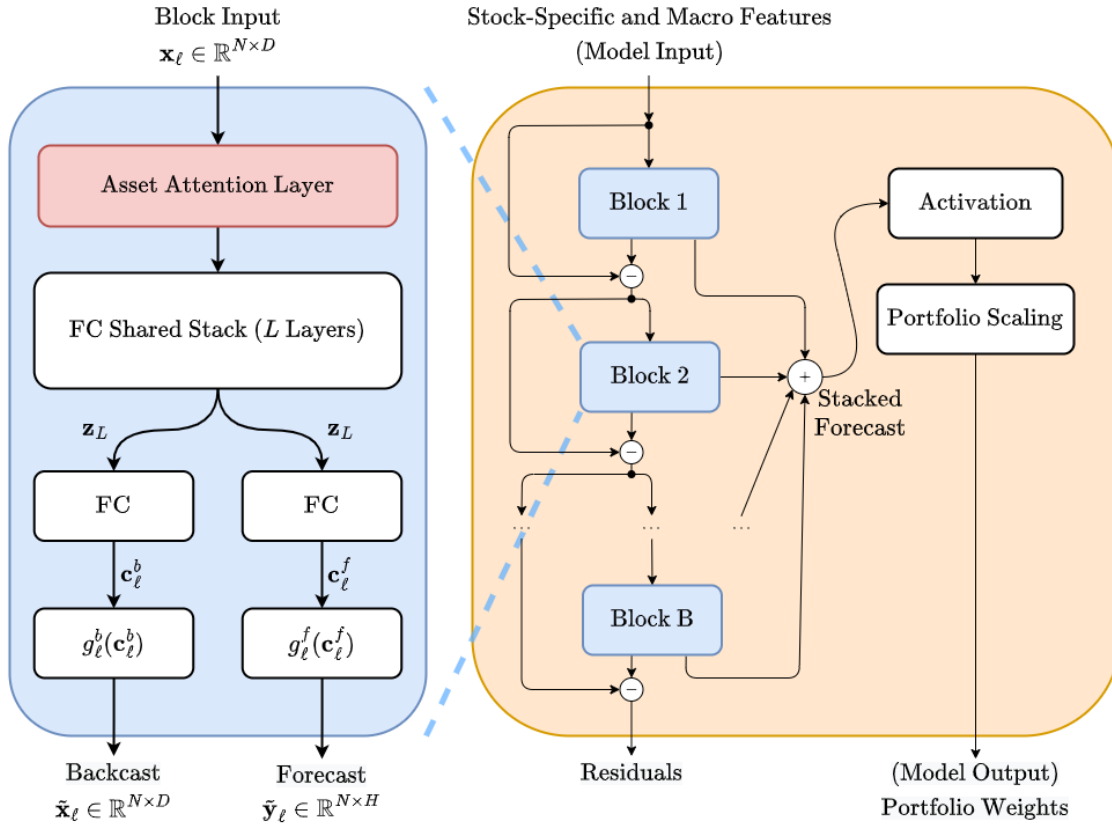 Block Input
𝐱_ℓ ∈ ℝ^{N×D}
Asset Attention Layer
FC Shared Stack (L Layers)
𝐳_L
𝐳_L
FC
FC
𝐜_ℓ^b
𝐜_ℓ^f
g_ℓ^b(𝐜_ℓ^b)
g_ℓ^f(𝐜_ℓ^f)
Backcast
𝐱̃_ℓ ∈ ℝ^{N×D}
Forecast
𝐲̃_ℓ ∈ ℝ^{N×H}
Stock-Specific and Macro Features
(Model Input)
Block 1
−
Block 2
−
...
...
...
Block B
−
Residuals
+
Stacked
Forecast
Activation
Portfolio Scaling
(Model Output)
Portfolio Weights